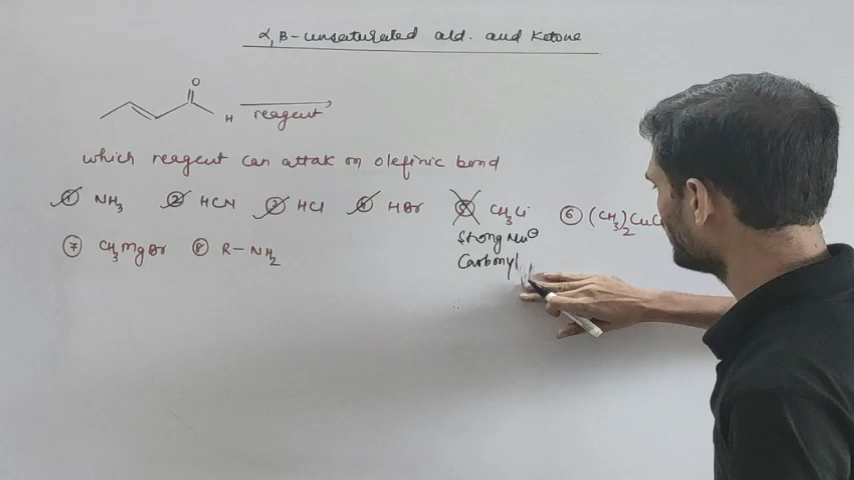 α,β-unsaturated ald. and Ketone
O
H
reagent
which reagent can attak on olefinic bond
1 NH3 2 HCN 3 HCl 4 HBr 5 CH3Li 6 (CH3)2CuL
Strong Nu⊖
Carbonyl
7 CH3MgBr 8 R-NH2